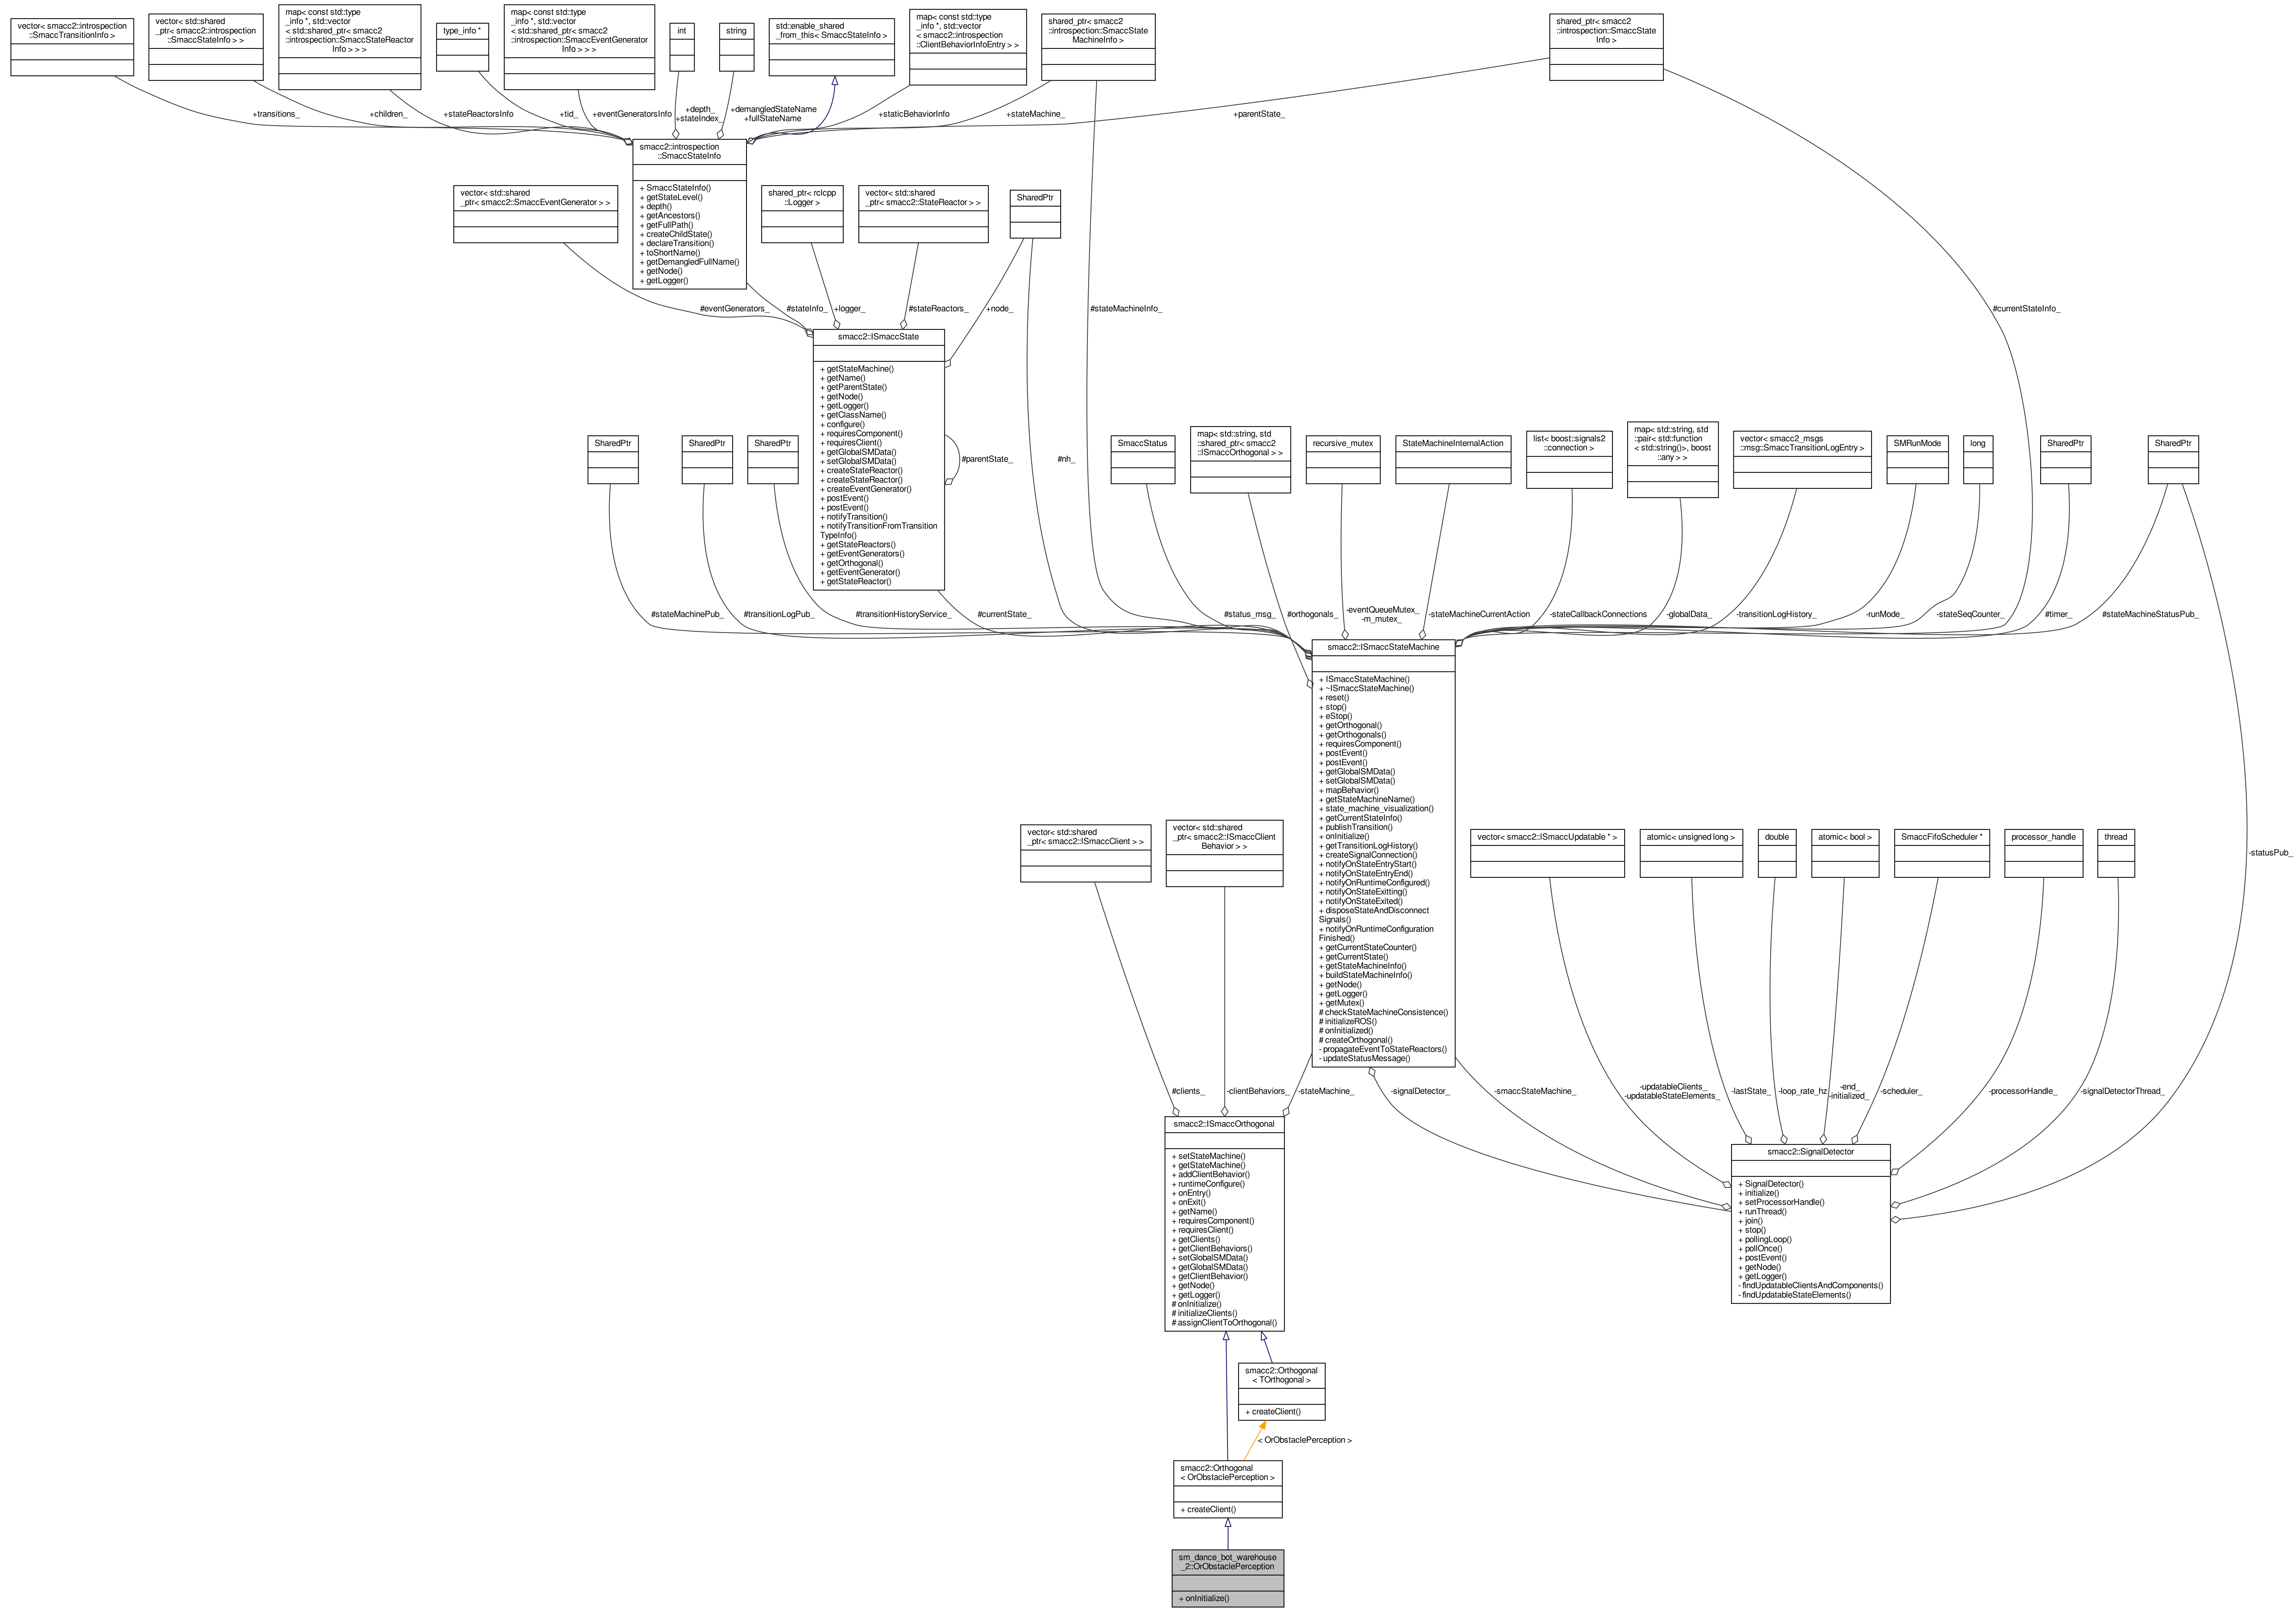 vector< smacc2::introspection
::SmaccTransitionInfo >
vector< std::shared
_ptr< smacc2::introspection
::SmaccStateInfo > >
map< const std::type
_info *, std::vector
< std::shared_ptr< smacc2
::introspection::SmaccStateReactor
Info > > >
type_info *
map< const std::type
_info *, std::vector
< std::shared_ptr< smacc2
::introspection::SmaccEventGenerator
Info > > >
int
string
std::enable_shared
_from_this< SmaccStateInfo >
map< const std::type
_info *, std::vector
< smacc2::introspection
::ClientBehaviorInfoEntry > >
shared_ptr< smacc2
::introspection::SmaccState
MachineInfo >
shared_ptr< smacc2
::introspection::SmaccState
Info >
+transitions_
+children_
+stateReactorsInfo
+tid_
+eventGeneratorsInfo
+depth_
+stateIndex_
+demangledStateName
+fullStateName
+staticBehaviorInfo
+stateMachine_
+parentState_
smacc2::introspection
::SmaccStateInfo
+ SmaccStateInfo()
+ getStateLevel()
+ depth()
+ getAncestors()
+ getFullPath()
+ createChildState()
+ declareTransition()
+ toShortName()
+ getDemangledFullName()
+ getNode()
+ getLogger()
vector< std::shared
_ptr< smacc2::SmaccEventGenerator > >
shared_ptr< rclcpp
::Logger >
vector< std::shared
_ptr< smacc2::StateReactor > >
SharedPtr
#eventGenerators_
#stateInfo_
+logger_
#stateReactors_
+node_
#stateMachineInfo_
#currentStateInfo_
smacc2::ISmaccState
+ getStateMachine()
+ getName()
+ getParentState()
+ getNode()
+ getLogger()
+ getClassName()
+ configure()
+ requiresComponent()
+ requiresClient()
+ getGlobalSMData()
+ setGlobalSMData()
+ createStateReactor()
+ createStateReactor()
+ createEventGenerator()
+ postEvent()
+ postEvent()
+ notifyTransition()
+ notifyTransitionFromTransition
TypeInfo()
+ getStateReactors()
+ getEventGenerators()
+ getOrthogonal()
+ getEventGenerator()
+ getStateReactor()
#parentState_
#nh_
SharedPtr
SharedPtr
SharedPtr
SmaccStatus
map< std::string, std
::shared_ptr< smacc2
::ISmaccOrthogonal > >
recursive_mutex
StateMachineInternalAction
list< boost::signals2
::connection >
map< std::string, std
::pair< std::function
< std::string()>, boost
::any > >
vector< smacc2_msgs
::msg::SmaccTransitionLogEntry >
SMRunMode
long
SharedPtr
SharedPtr
#stateMachinePub_
#transitionLogPub_
#transitionHistoryService_
#currentState_
#status_msg_
#orthogonals_
-eventQueueMutex_
-m_mutex_
-stateMachineCurrentAction
-stateCallbackConnections
-globalData_
-transitionLogHistory_
-runMode_
-stateSeqCounter_
#timer_
#stateMachineStatusPub_
smacc2::ISmaccStateMachine
+ ISmaccStateMachine()
+ ~ISmaccStateMachine()
+ reset()
+ stop()
+ eStop()
+ getOrthogonal()
+ getOrthogonals()
+ requiresComponent()
+ postEvent()
+ postEvent()
+ getGlobalSMData()
+ setGlobalSMData()
+ mapBehavior()
+ getStateMachineName()
+ state_machine_visualization()
+ getCurrentStateInfo()
+ publishTransition()
+ onInitialize()
+ getTransitionLogHistory()
+ createSignalConnection()
+ notifyOnStateEntryStart()
+ notifyOnStateEntryEnd()
+ notifyOnRuntimeConfigured()
+ notifyOnStateExitting()
+ notifyOnStateExited()
+ disposeStateAndDisconnect
Signals()
+ notifyOnRuntimeConfiguration
Finished()
+ getCurrentStateCounter()
+ getCurrentState()
+ getStateMachineInfo()
+ buildStateMachineInfo()
+ getNode()
+ getLogger()
+ getMutex()
# checkStateMachineConsistence()
# initializeROS()
# onInitialized()
# createOrthogonal()
- propagateEventToStateReactors()
- updateStatusMessage()
vector< std::shared
_ptr< smacc2::ISmaccClient > >
vector< std::shared
_ptr< smacc2::ISmaccClient
Behavior > >
vector< smacc2::ISmaccUpdatable * >
atomic< unsigned long >
double
atomic< bool >
SmaccFifoScheduler *
processor_handle
thread
-statusPub_
#clients_
-clientBehaviors_
-stateMachine_
-signalDetector_
-smaccStateMachine_
-updatableClients_
-updatableStateElements_
-lastState_
-loop_rate_hz
-end_
-initialized_
-scheduler_
-processorHandle_
-signalDetectorThread_
smacc2::ISmaccOrthogonal
+ setStateMachine()
+ getStateMachine()
+ addClientBehavior()
+ runtimeConfigure()
+ onEntry()
+ onExit()
+ getName()
+ requiresComponent()
+ requiresClient()
+ getClients()
+ getClientBehaviors()
+ setGlobalSMData()
+ getGlobalSMData()
+ getClientBehavior()
+ getNode()
+ getLogger()
# onInitialize()
# initializeClients()
# assignClientToOrthogonal()
smacc2::SignalDetector
+ SignalDetector()
+ initialize()
+ setProcessorHandle()
+ runThread()
+ join()
+ stop()
+ pollingLoop()
+ pollOnce()
+ postEvent()
+ getNode()
+ getLogger()
- findUpdatableClientsAndComponents()
- findUpdatableStateElements()
smacc2::Orthogonal
< TOrthogonal >
+ createClient()
< OrObstaclePerception >
smacc2::Orthogonal
< OrObstaclePerception >
+ createClient()
sm_dance_bot_warehouse
_2::OrObstaclePerception
+ onInitialize()